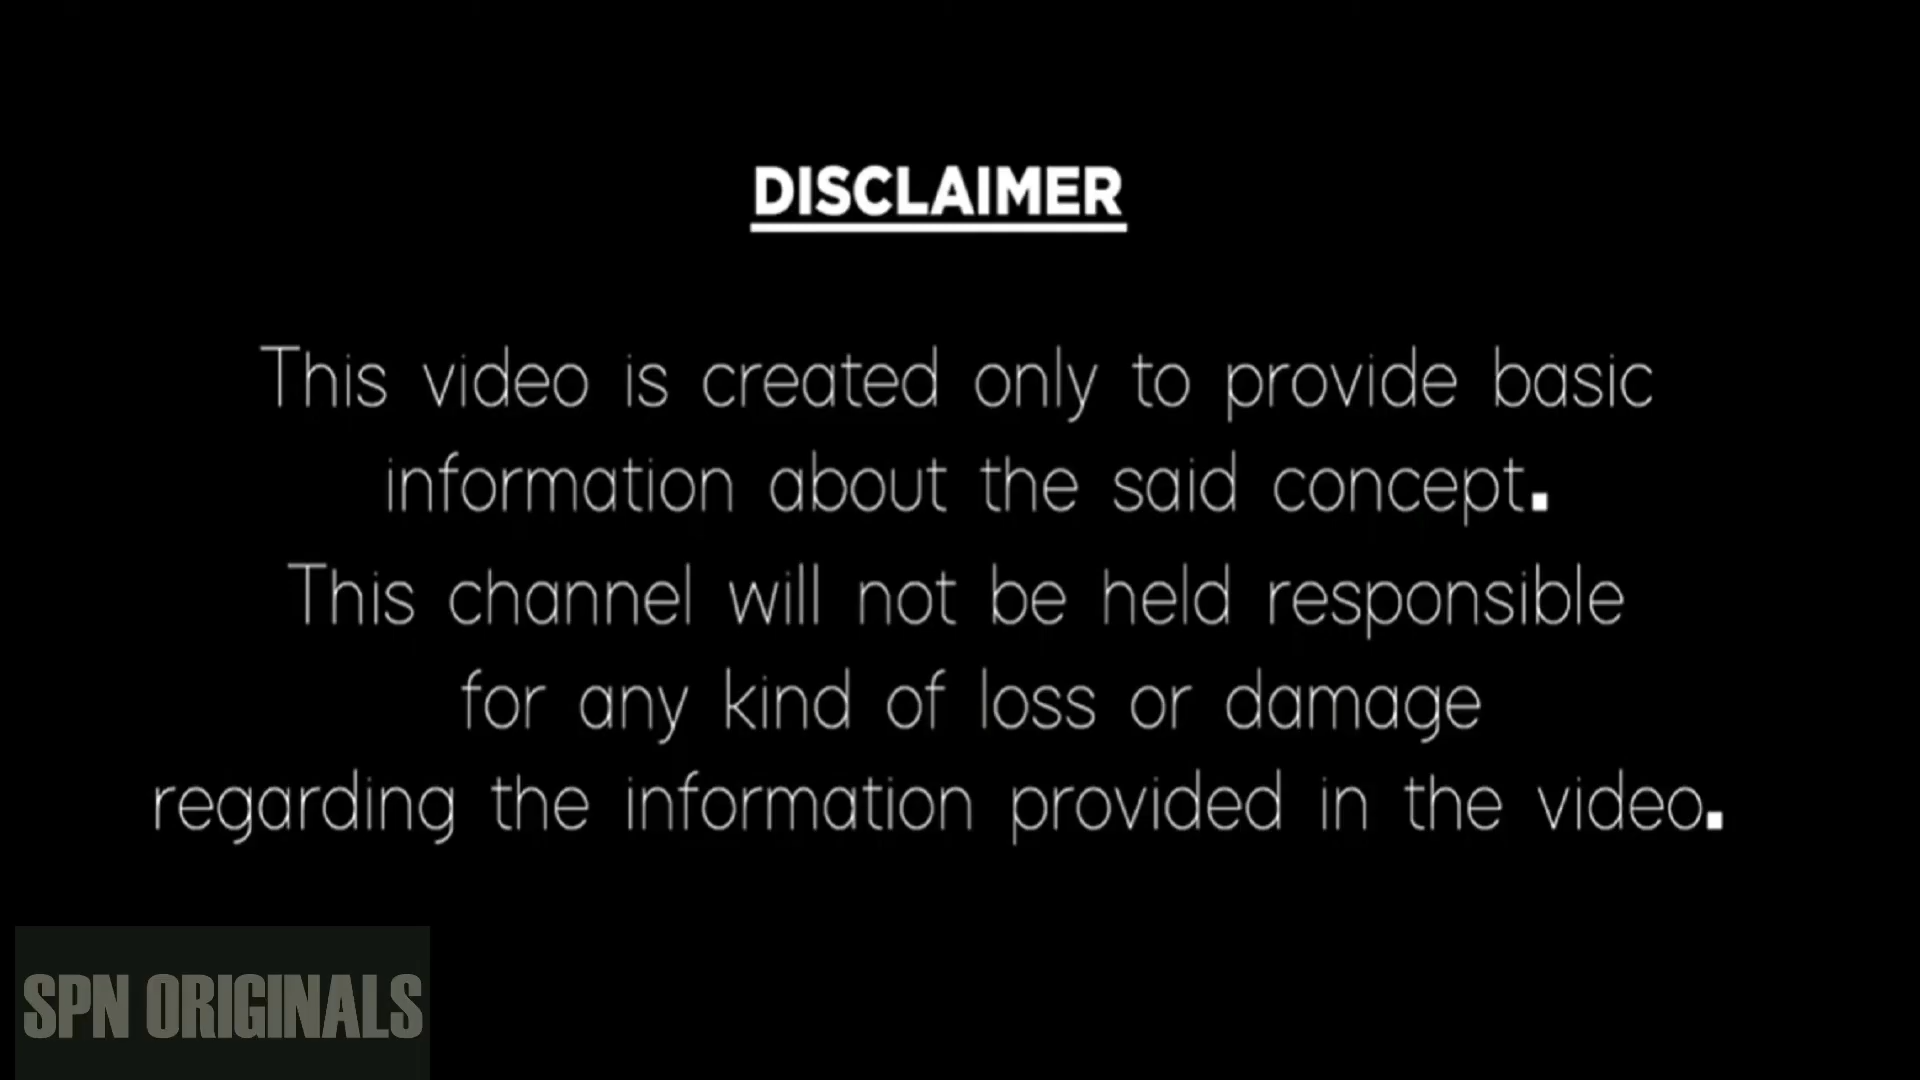 DISCLAIMER
This video is created only to provide basic
information about the said concept.
This channel will not be held responsible
for any kind of loss or damage
regarding the information provided in the video.
SPN ORIGINALS